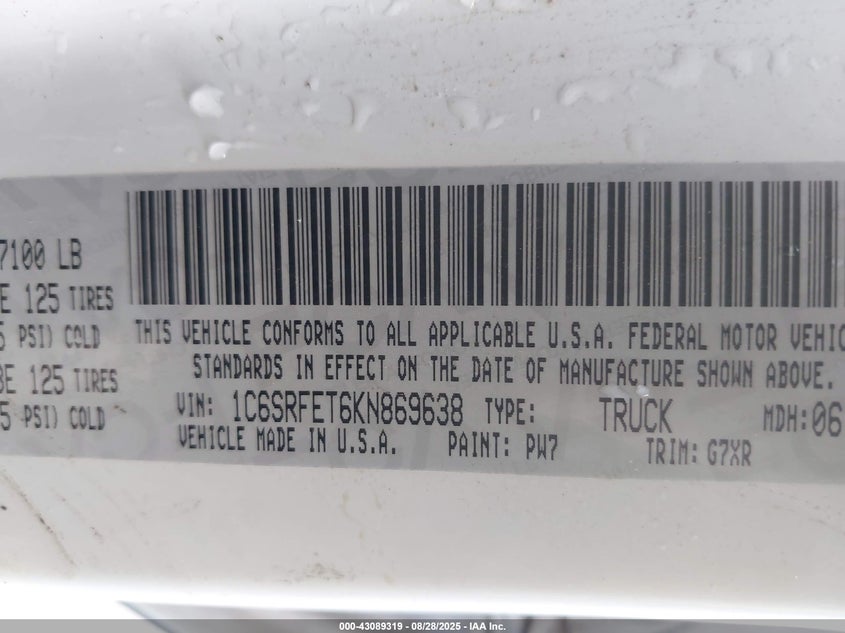 7100 LB
E 125 TIRES
5 PSI) COLD
BE 125 TIRES
5 PSI) COLD
THIS VEHICLE CONFORMS TO ALL APPLICABLE U.S.A. FEDERAL MOTOR VEHIC
STANDARDS IN EFFECT ON THE DATE OF MANUFACTURE SHOWN ABOVE.
VIN: 1C6SRFET6KN869638 TYPE: TRUCK MDH:06
VEHICLE MADE IN U.S.A. PAINT: PW7 TRIM: G7XR
000-43089319 - 08/28/2025 - IAA Inc.